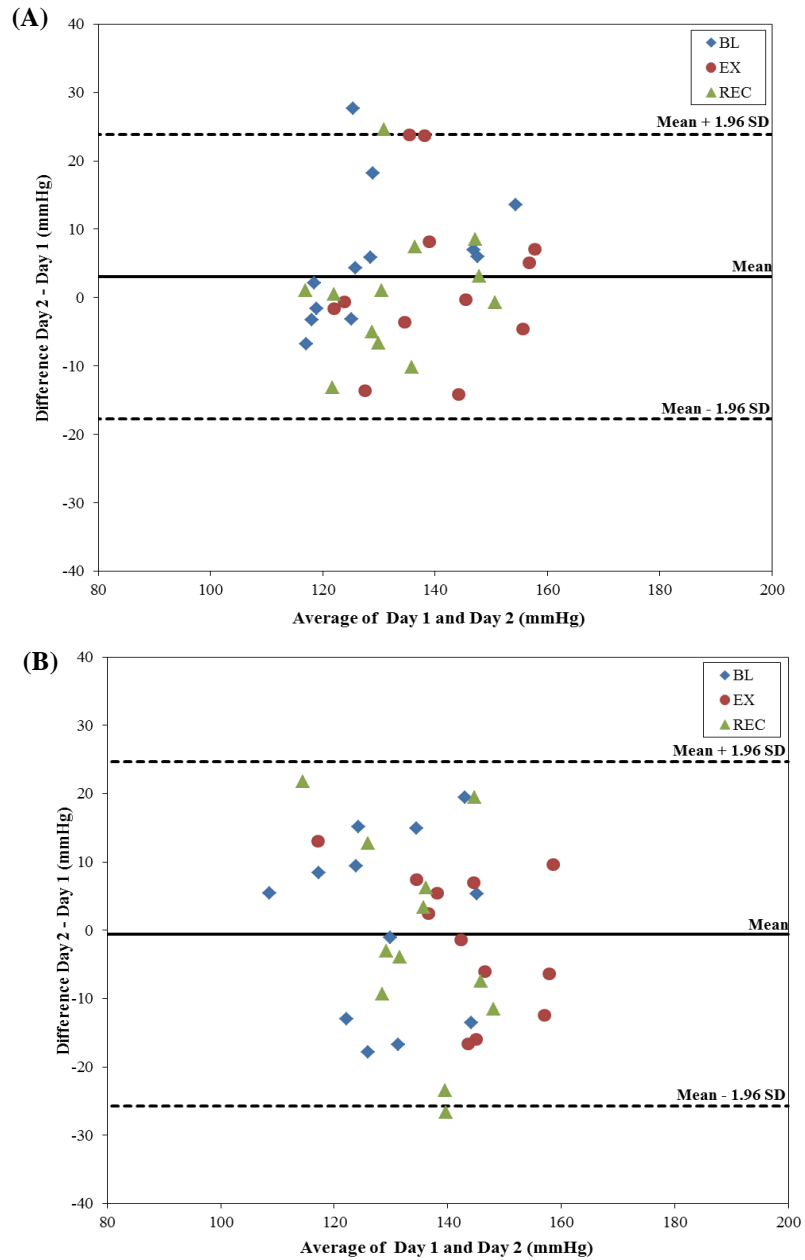 (A)
40
30
20
10
0
-10
-20
-30
-40
Difference Day 2 - Day 1 (mmHg)
BL
EX
REC
Mean + 1.96 SD
Mean
Mean - 1.96 SD
80 100 120 140 160 180 200
Average of Day 1 and Day 2 (mmHg)
(B)
40
30
20
10
0
-10
-20
-30
-40
Difference Day 2 - Day 1 (mmHg)
BL
EX
REC
Mean + 1.96 SD
Mean
Mean - 1.96 SD
80 100 120 140 160 180 200
Average of Day 1 and Day 2 (mmHg)